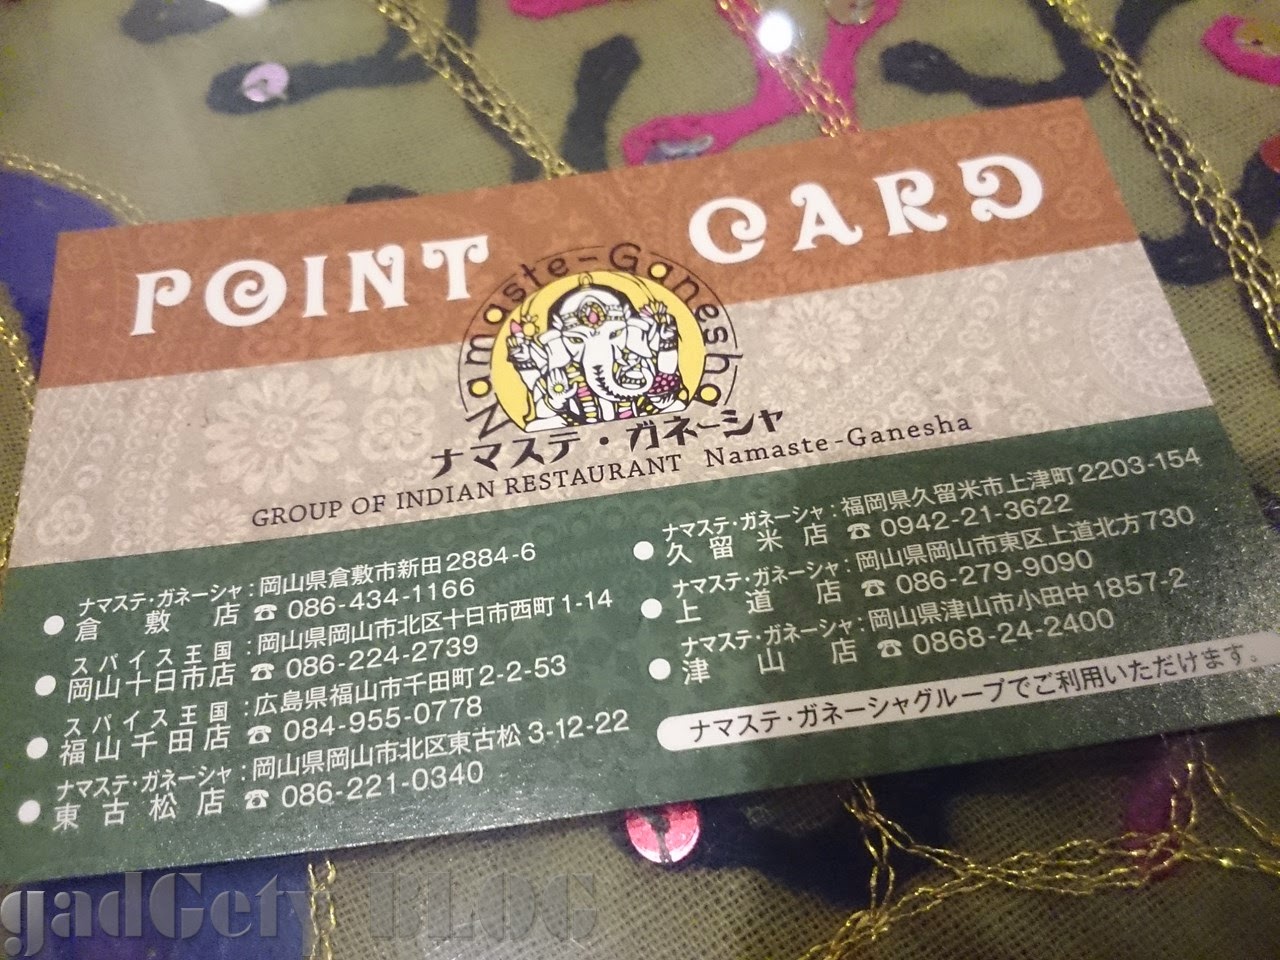 POINT CARD
Namaste-Ganesha
ナマステ・ガネーシャ
GROUP OF INDIAN RESTAURANT Namaste-Ganesha
ナマステ・ガネーシャ
倉敷店
:岡山県倉敷市新田2884-6
☎ 086-434-1166
スパイス王国
岡山十日市店
:岡山県岡山市北区十日市西町1-14
☎ 086-224-2739
スパイス王国
福山千田店
:広島県福山市千田町2-2-53
☎ 084-955-0778
ナマステ・ガネーシャ
東古松店
:岡山県岡山市北区東古松3-12-22
☎ 086-221-0340
ナマステ・ガネーシャ
久留米店
:福岡県久留米市上津町2203-154
☎ 0942-21-3622
ナマステ・ガネーシャ
上道店
:岡山県岡山市東区上道北方730
☎ 086-279-9090
ナマステ・ガネーシャ
津山店
:岡山県津山市小田中1857-2
☎ 0868-24-2400
ナマステ・ガネーシャグループでご利用いただけます。
gadGety BLOG